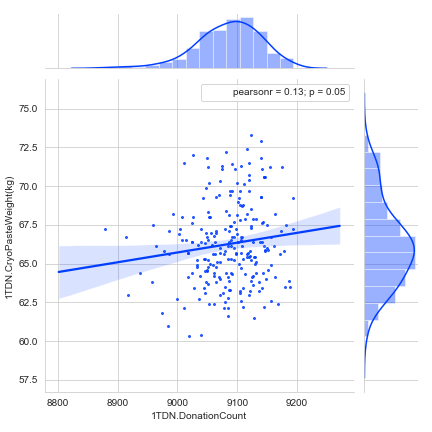 pearsonr = 0.13; p = 0.05
75.0
72.5
70.0
67.5
65.0
62.5
60.0
57.5
1TDN.CryoPasteWeight(kg)
8800 8900 9000 9100 9200
1TDN.DonationCount